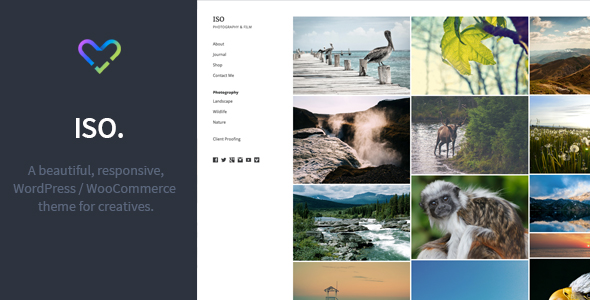 ISO.
A beautiful, responsive,
WordPress / WooCommerce
theme for creatives.
ISO
PHOTOGRAPHY & FILM
About
Journal
Shop
Contact Me
Photography
Landscape
Wildlife
Nature
Client Proofing